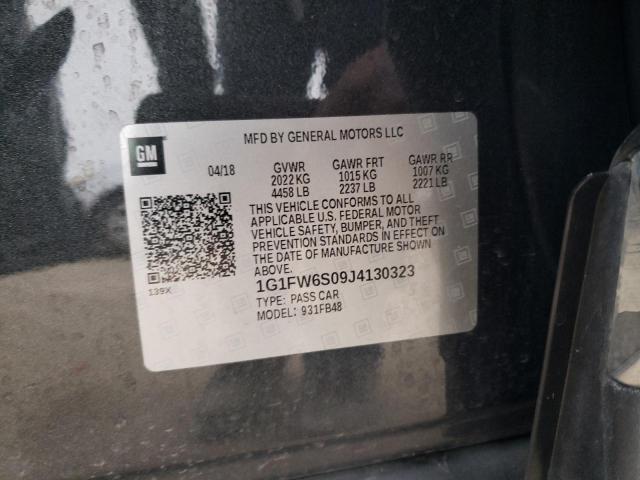 GM
MFD BY GENERAL MOTORS LLC
04/18 GVWR GAWR FRT GAWR RR
2022 KG 1015 KG 1007 KG
4458 LB 2237 LB 2221 LB
THIS VEHICLE CONFORMS TO ALL
APPLICABLE U.S. FEDERAL MOTOR
VEHICLE SAFETY, BUMPER, AND THEFT
PREVENTION STANDARDS IN EFFECT ON
THE DATE OF MANUFACTURE SHOWN
ABOVE.
139X
1G1FW6S09J4130323
TYPE: PASS CAR
MODEL: 931FB48